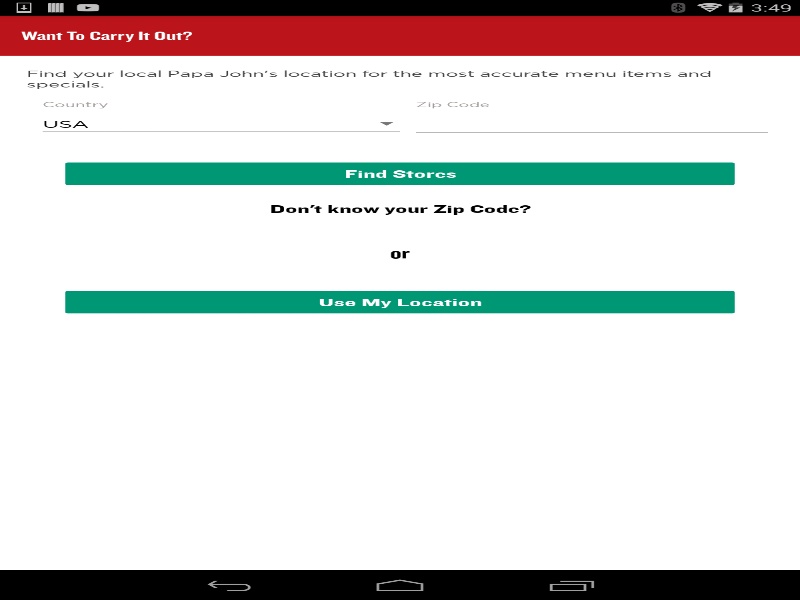 3:49
Want To Carry It Out?
Find your local Papa John's location for the most accurate menu items and
specials.
Country
Zip Code
USA
Find Stores
Don't know your Zip Code?
or
Use My Location